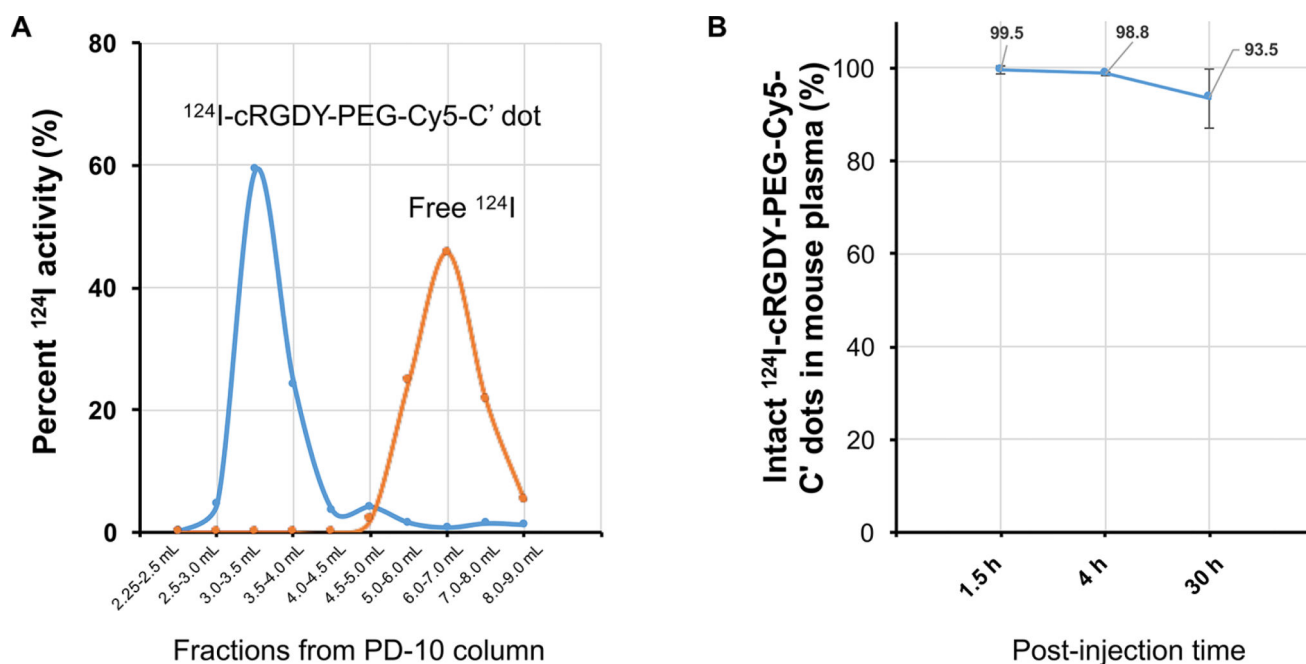 A
Percent ¹²⁴I activity (%)
80
60
40
20
0
¹²⁴I-cRGDY-PEG-Cy5-C' dot
Free ¹²⁴I
2.25-2.5 mL
2.5-3.0 mL
3.0-3.5 mL
3.5-4.0 mL
4.0-4.5 mL
4.5-5.0 mL
5.0-6.0 mL
6.0-7.0 mL
7.0-8.0 mL
8.0-9.0 mL
Fractions from PD-10 column
B
Intact ¹²⁴I-cRGDY-PEG-Cy5-
C' dots in mouse plasma (%)
100
80
60
40
20
0
99.5
98.8
93.5
1.5 h
4 h
30 h
Post-injection time